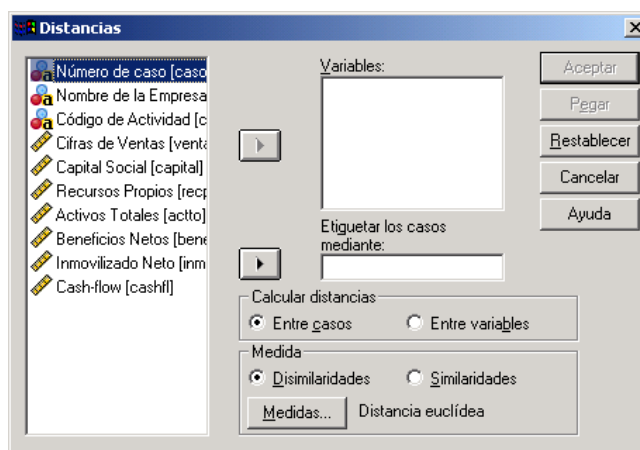 Distancias
Número de caso [caso
Nombre de la Empresa
Código de Actividad [c
Cifras de Ventas [venta
Capital Social [capital]
Recursos Propios [recp
Activos Totales [actto]
Beneficios Netos [bene
Inmovilizado Neto [inm
Cash-flow [cashfl]
Variables:
Etiquetar los casos
mediante:
Calcular distancias
Entre casos
Entre variables
Medida
Disimilaridades
Similaridades
Medidas...
Distancia euclídea
Aceptar
Pegar
Restablecer
Cancelar
Ayuda